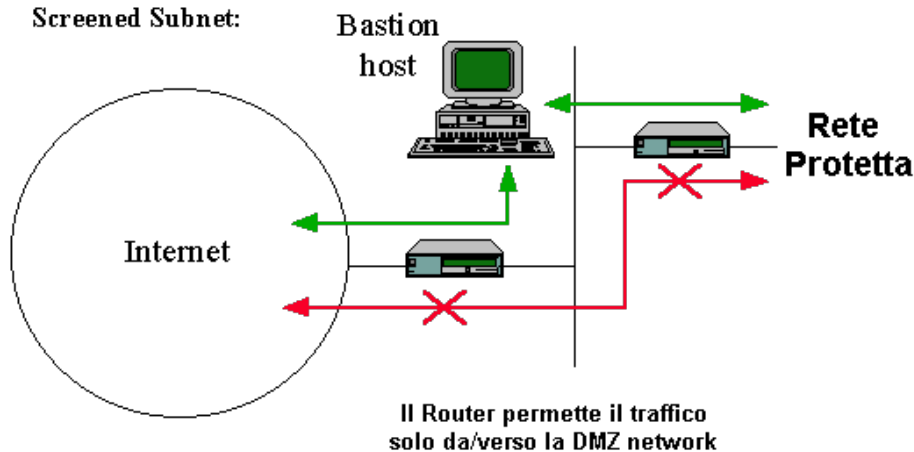 Screened Subnet:
Bastion
host
Rete
Protetta
Internet
Il Router permette il traffico
solo da/verso la DMZ network